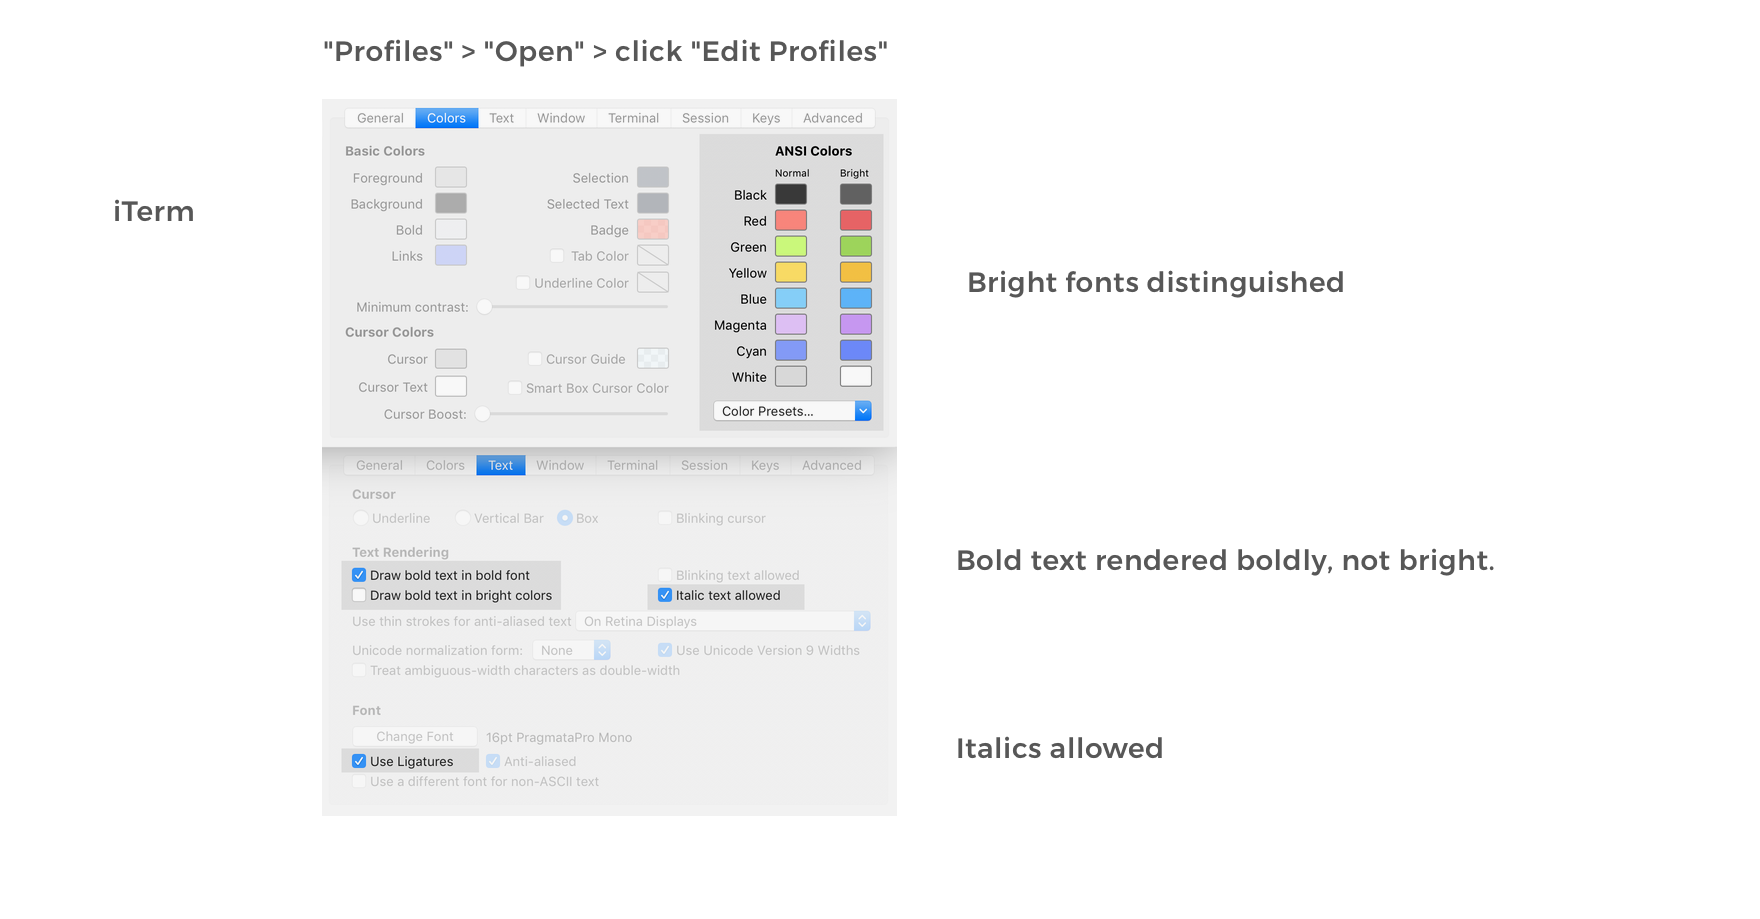 "Profiles" > "Open" > click "Edit Profiles"
iTerm
General Colors Text Window Terminal Session Keys Advanced
Basic Colors
Foreground
Background
Bold
Links
Selection
Selected Text
Badge
Tab Color
Underline Color
Minimum contrast:
Cursor Colors
Cursor
Cursor Text
Cursor Boost:
Cursor Guide
Smart Box Cursor Color
ANSI Colors
Normal Bright
Black
Red
Green
Yellow
Blue
Magenta
Cyan
White
Color Presets...
Bright fonts distinguished
General Colors Text Window Terminal Session Keys Advanced
Cursor
Underline Vertical Bar Box Blinking cursor
Text Rendering
Draw bold text in bold font Blinking text allowed
Draw bold text in bright colors Italic text allowed
Use thin strokes for anti-aliased text On Retina Displays
Unicode normalization form: None Use Unicode Version 9 Widths
Treat ambiguous-width characters as double-width
Bold text rendered boldly, not bright.
Font
Change Font 16pt PragmataPro Mono
Use Ligatures Anti-aliased
Use a different font for non-ASCII text
Italics allowed